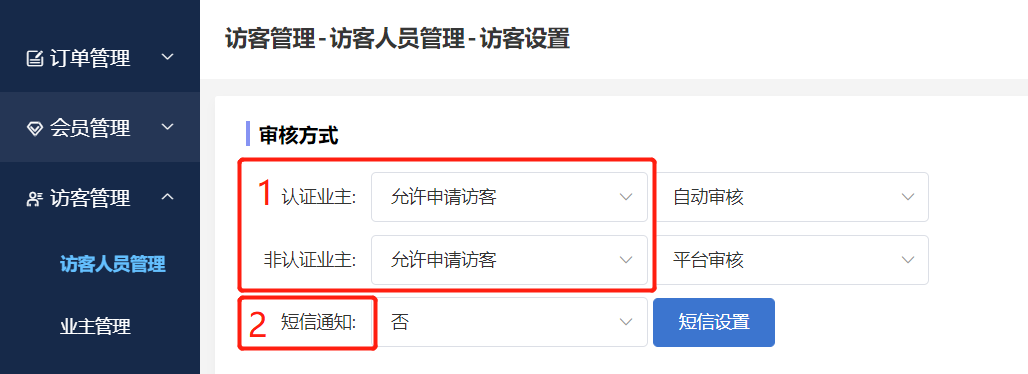 订单管理
会员管理
访客管理
访客人员管理
业主管理
访客管理-访客人员管理-访客设置
审核方式
1 认证业主: 允许申请访客 自动审核
非认证业主: 允许申请访客 平台审核
2 短信通知: 否 短信设置